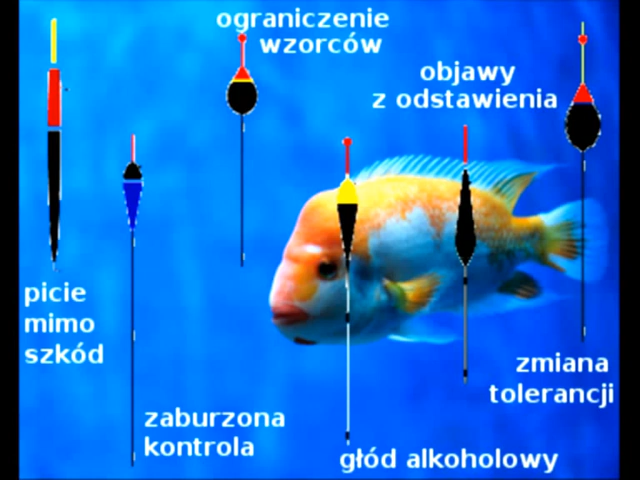 ograniczenie
wzorców
objawy
z odstawienia
picie
mimo
szkód
zmiana
tolerancji
zaburzona
kontrola
głód alkoholowy